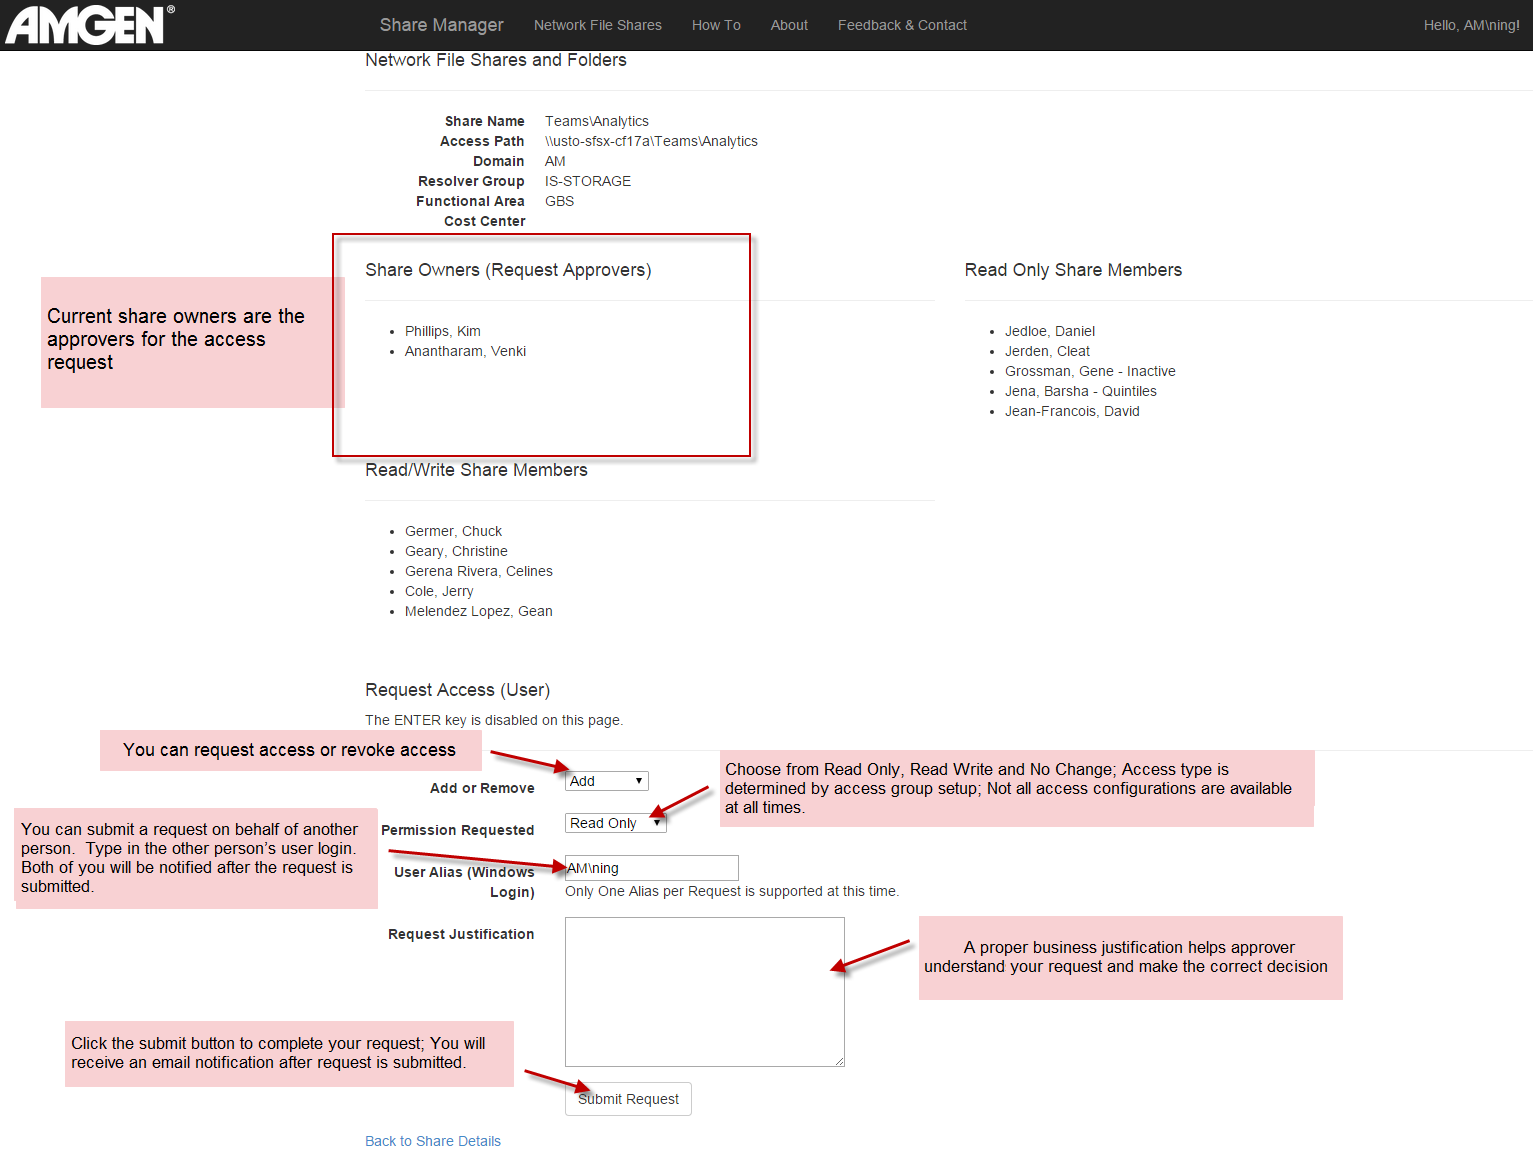 AMGEN®
Share Manager Network File Shares How To About Feedback & Contact Hello, AM\ning!
Network File Shares and Folders
Share Name Teams\Analytics
Access Path \\usto-sfsx-cf17a\Teams\Analytics
Domain AM
Resolver Group IS-STORAGE
Functional Area GBS
Cost Center
Share Owners (Request Approvers)
Phillips, Kim
Anantharam, Venki
Current share owners are the
approvers for the access
request
Read Only Share Members
Jedloe, Daniel
Jerden, Cleat
Grossman, Gene - Inactive
Jena, Barsha - Quintiles
Jean-Francois, David
Read/Write Share Members
Germer, Chuck
Geary, Christine
Gerena Rivera, Celines
Cole, Jerry
Melendez Lopez, Gean
Request Access (User)
The ENTER key is disabled on this page.
You can request access or revoke access
Add or Remove Add
Choose from Read Only, Read Write and No Change; Access type is
determined by access group setup; Not all access configurations are available
at all times.
Permission Requested Read Only
You can submit a request on behalf of another
person. Type in the other person's user login.
Both of you will be notified after the request is
submitted.
User Alias (Windows
Login)
AM\ning
Only One Alias per Request is supported at this time.
Request Justification
A proper business justification helps approver
understand your request and make the correct decision
Click the submit button to complete your request; You will
receive an email notification after request is submitted.
Submit Request
Back to Share Details